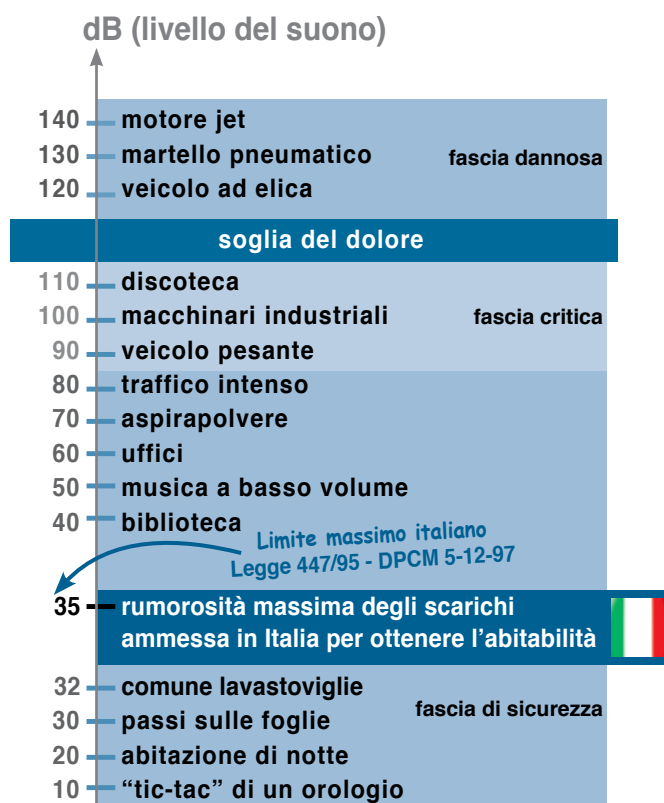 dB (livello del suono)
140 motore jet
130 martello pneumatico fascia dannosa
120 veicolo ad elica
soglia del dolore
110 discoteca
100 macchinari industriali fascia critica
90 veicolo pesante
80 traffico intenso
70 aspirapolvere
60 uffici
50 musica a basso volume
40 biblioteca
Limite massimo italiano
Legge 447/95 - DPCM 5-12-97
35 rumorosità massima degli scarichi
ammessa in Italia per ottenere l’abitabilità
32 comune lavastoviglie
fascia di sicurezza
30 passi sulle foglie
20 abitazione di notte
10 “tic-tac” di un orologio